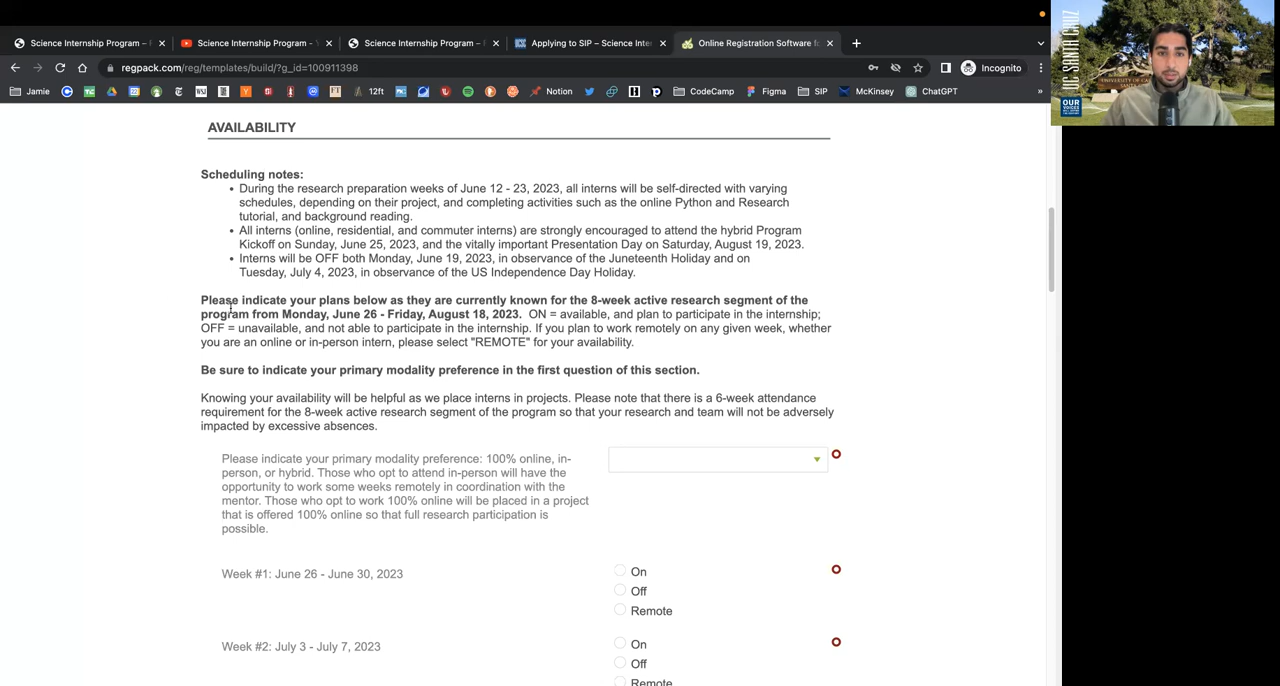 Science Internship Program –
Science Internship Program –
Science Internship Program –
Applying to SIP – Science Inte
Online Registration Software fo
regpack.com/reg/templates/build/?g_id=100911398
Incognito
Jamie
12ft
Notion
CodeCamp
Figma
SIP
McKinsey
ChatGPT
»
UC SANTA CRUZ
OUR
AVAILABILITY
Scheduling notes:
• During the research preparation weeks of June 12 - 23, 2023, all interns will be self-directed with varying
schedules, depending on their project, and completing activities such as the online Python and Research
tutorial, and background reading.
• All interns (online, residential, and commuter interns) are strongly encouraged to attend the hybrid Program
Kickoff on Sunday, June 25, 2023, and the vitally important Presentation Day on Saturday, August 19, 2023.
• Interns will be OFF both Monday, June 19, 2023, in observance of the Juneteenth Holiday and on
Tuesday, July 4, 2023, in observance of the US Independence Day Holiday.
Please indicate your plans below as they are currently known for the 8-week active research segment of the
program from Monday, June 26 - Friday, August 18, 2023. ON = available, and plan to participate in the internship;
OFF = unavailable, and not able to participate in the internship. If you plan to work remotely on any given week, whether
you are an online or in-person intern, please select "REMOTE" for your availability.
Be sure to indicate your primary modality preference in the first question of this section.
Knowing your availability will be helpful as we place interns in projects. Please note that there is a 6-week attendance
requirement for the 8-week active research segment of the program so that your research and team will not be adversely
impacted by excessive absences.
Please indicate your primary modality preference: 100% online, in-
person, or hybrid. Those who opt to attend in-person will have the
opportunity to work some weeks remotely in coordination with the
mentor. Those who opt to work 100% online will be placed in a project
that is offered 100% online so that full research participation is
possible.
Week #1: June 26 - June 30, 2023
On
Off
Remote
Week #2: July 3 - July 7, 2023
On
Off
Remote